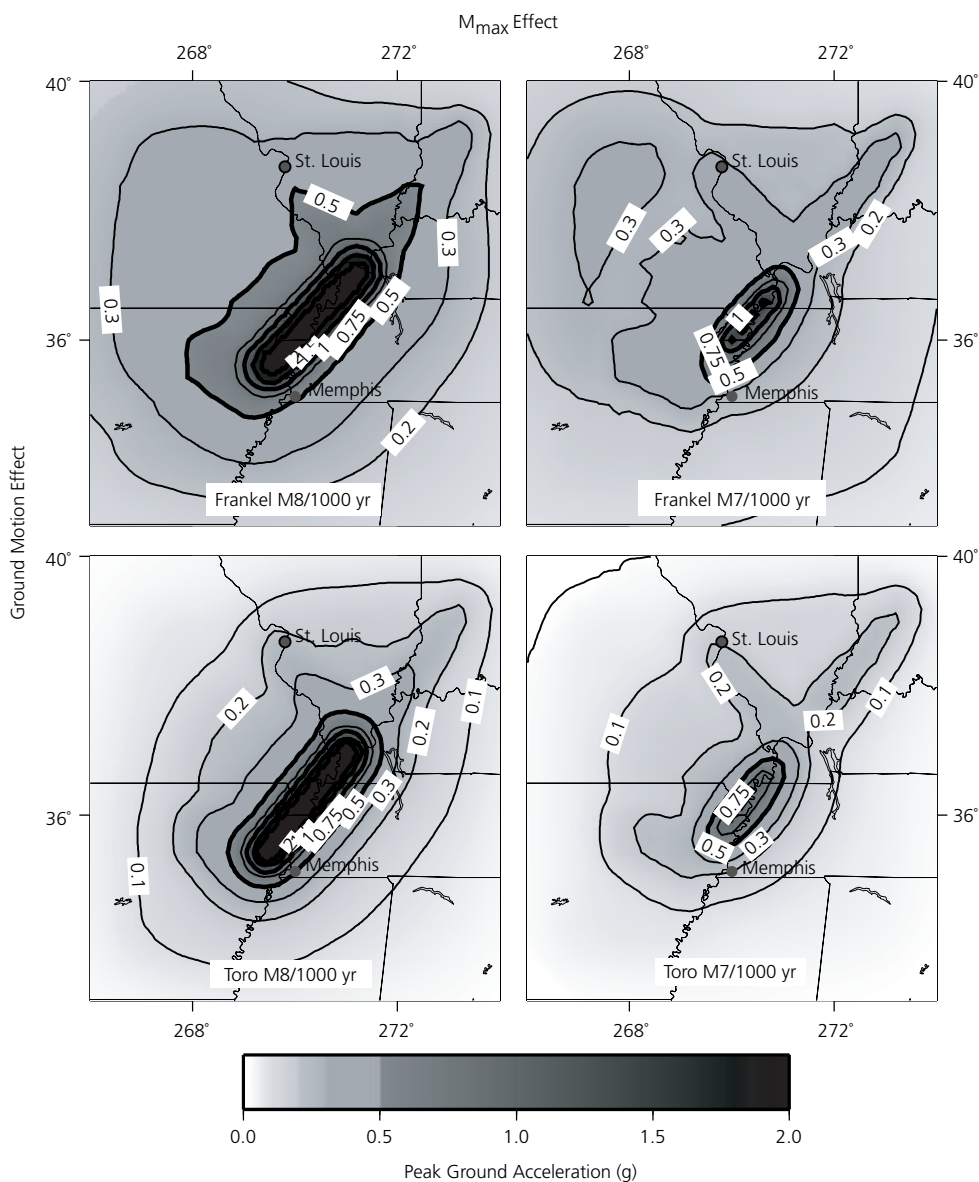 M_max Effect
268° 272° 268° 272°
40° 40°
St. Louis St. Louis
0.5
0.3 0.3 0.3 0.2
0.3
0.3 0.5
0.75 1
36° 1 0.75 36°
0.5
Memphis Memphis
0.2
Frankel M8/1000 yr Frankel M7/1000 yr
Ground Motion Effect
40° 40°
St. Louis St. Louis
0.3 0.2
0.2 0.1 0.1
0.2 0.1 0.2
0.3
0.5 0.75
36° 0.75 36°
1
0.5 0.3
Memphis Memphis
0.1
Toro M8/1000 yr Toro M7/1000 yr
268° 272° 268° 272°
0.0 0.5 1.0 1.5 2.0
Peak Ground Acceleration (g)